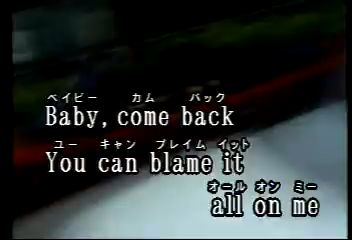 ベイビー カム バック
Baby, come back
ユー キャン ブレイム イット
You can blame it
オール オン ミー
all on me